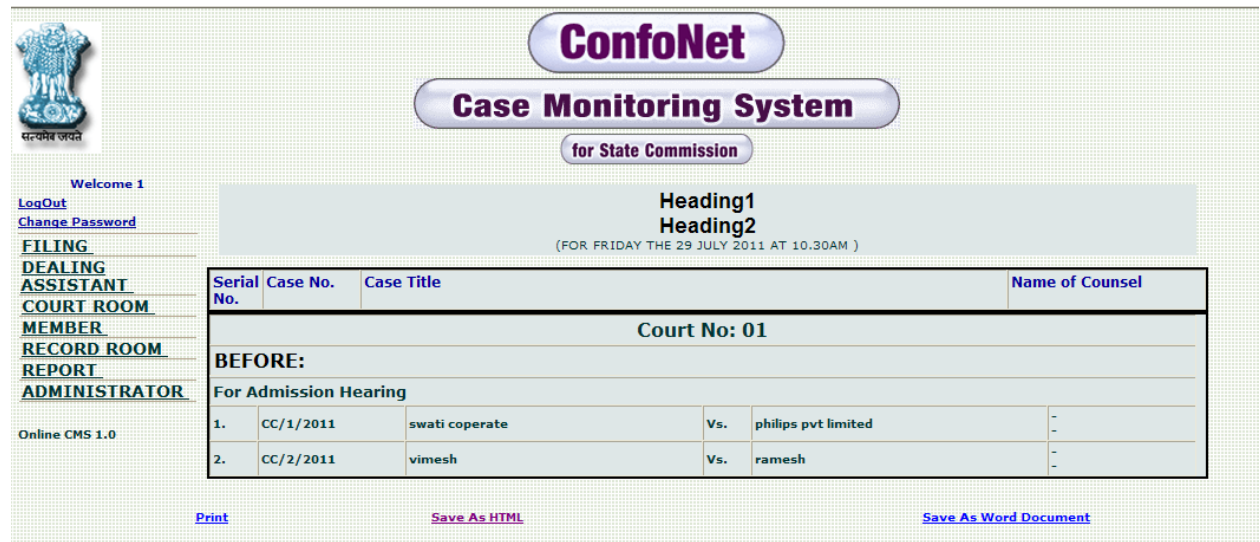 ConfoNet
Case Monitoring System
for State Commission
सत्यमेव जयते
Welcome 1
LogOut
Change Password
FILING
DEALING
ASSISTANT
COURT ROOM
MEMBER
RECORD ROOM
REPORT
ADMINISTRATOR
Online CMS 1.0
Heading1
Heading2
(FOR FRIDAY THE 29 JULY 2011 AT 10.30AM )
Serial No. Case No. Case Title Name of Counsel
Court No: 01
BEFORE:
For Admission Hearing
1. CC/1/2011 swati coperate Vs. philips pvt limited - -
2. CC/2/2011 vimesh Vs. ramesh - -
Print Save As HTML Save As Word Document